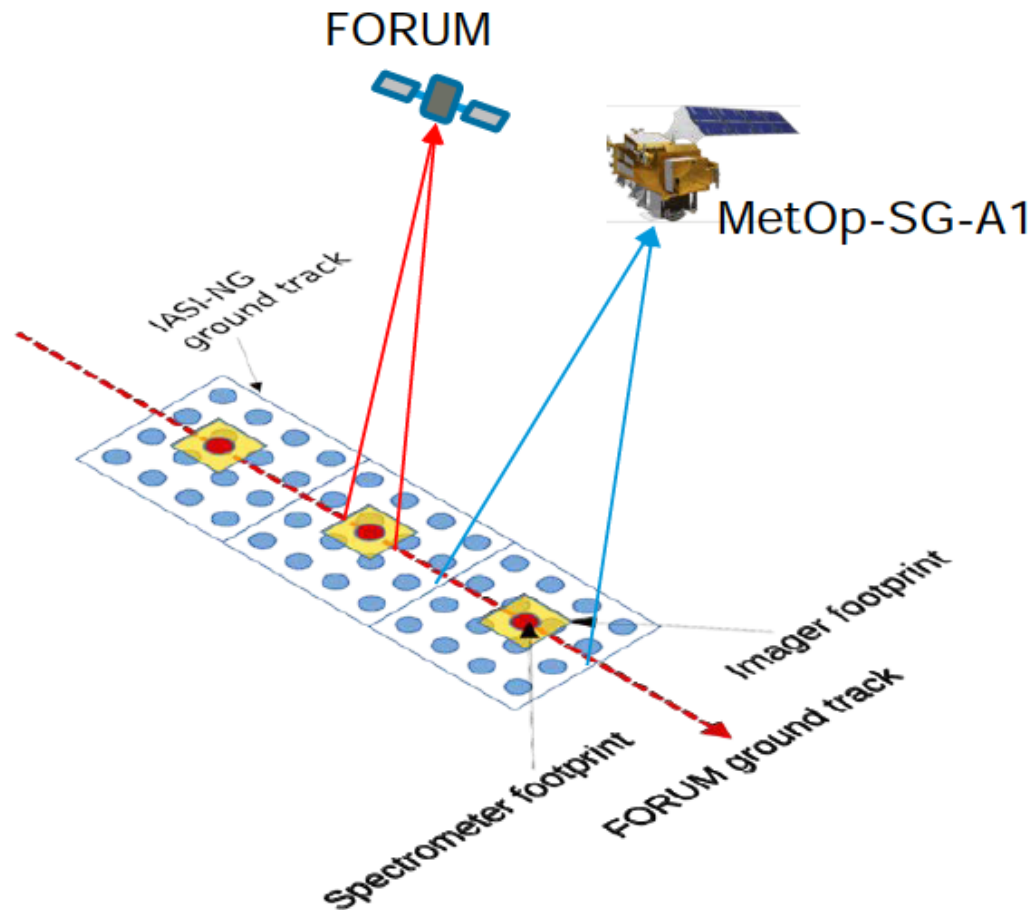 FORUM
MetOp-SG-A1
IASI-NG
ground track
Imager footprint
FORUM ground track
Spectrometer footprint